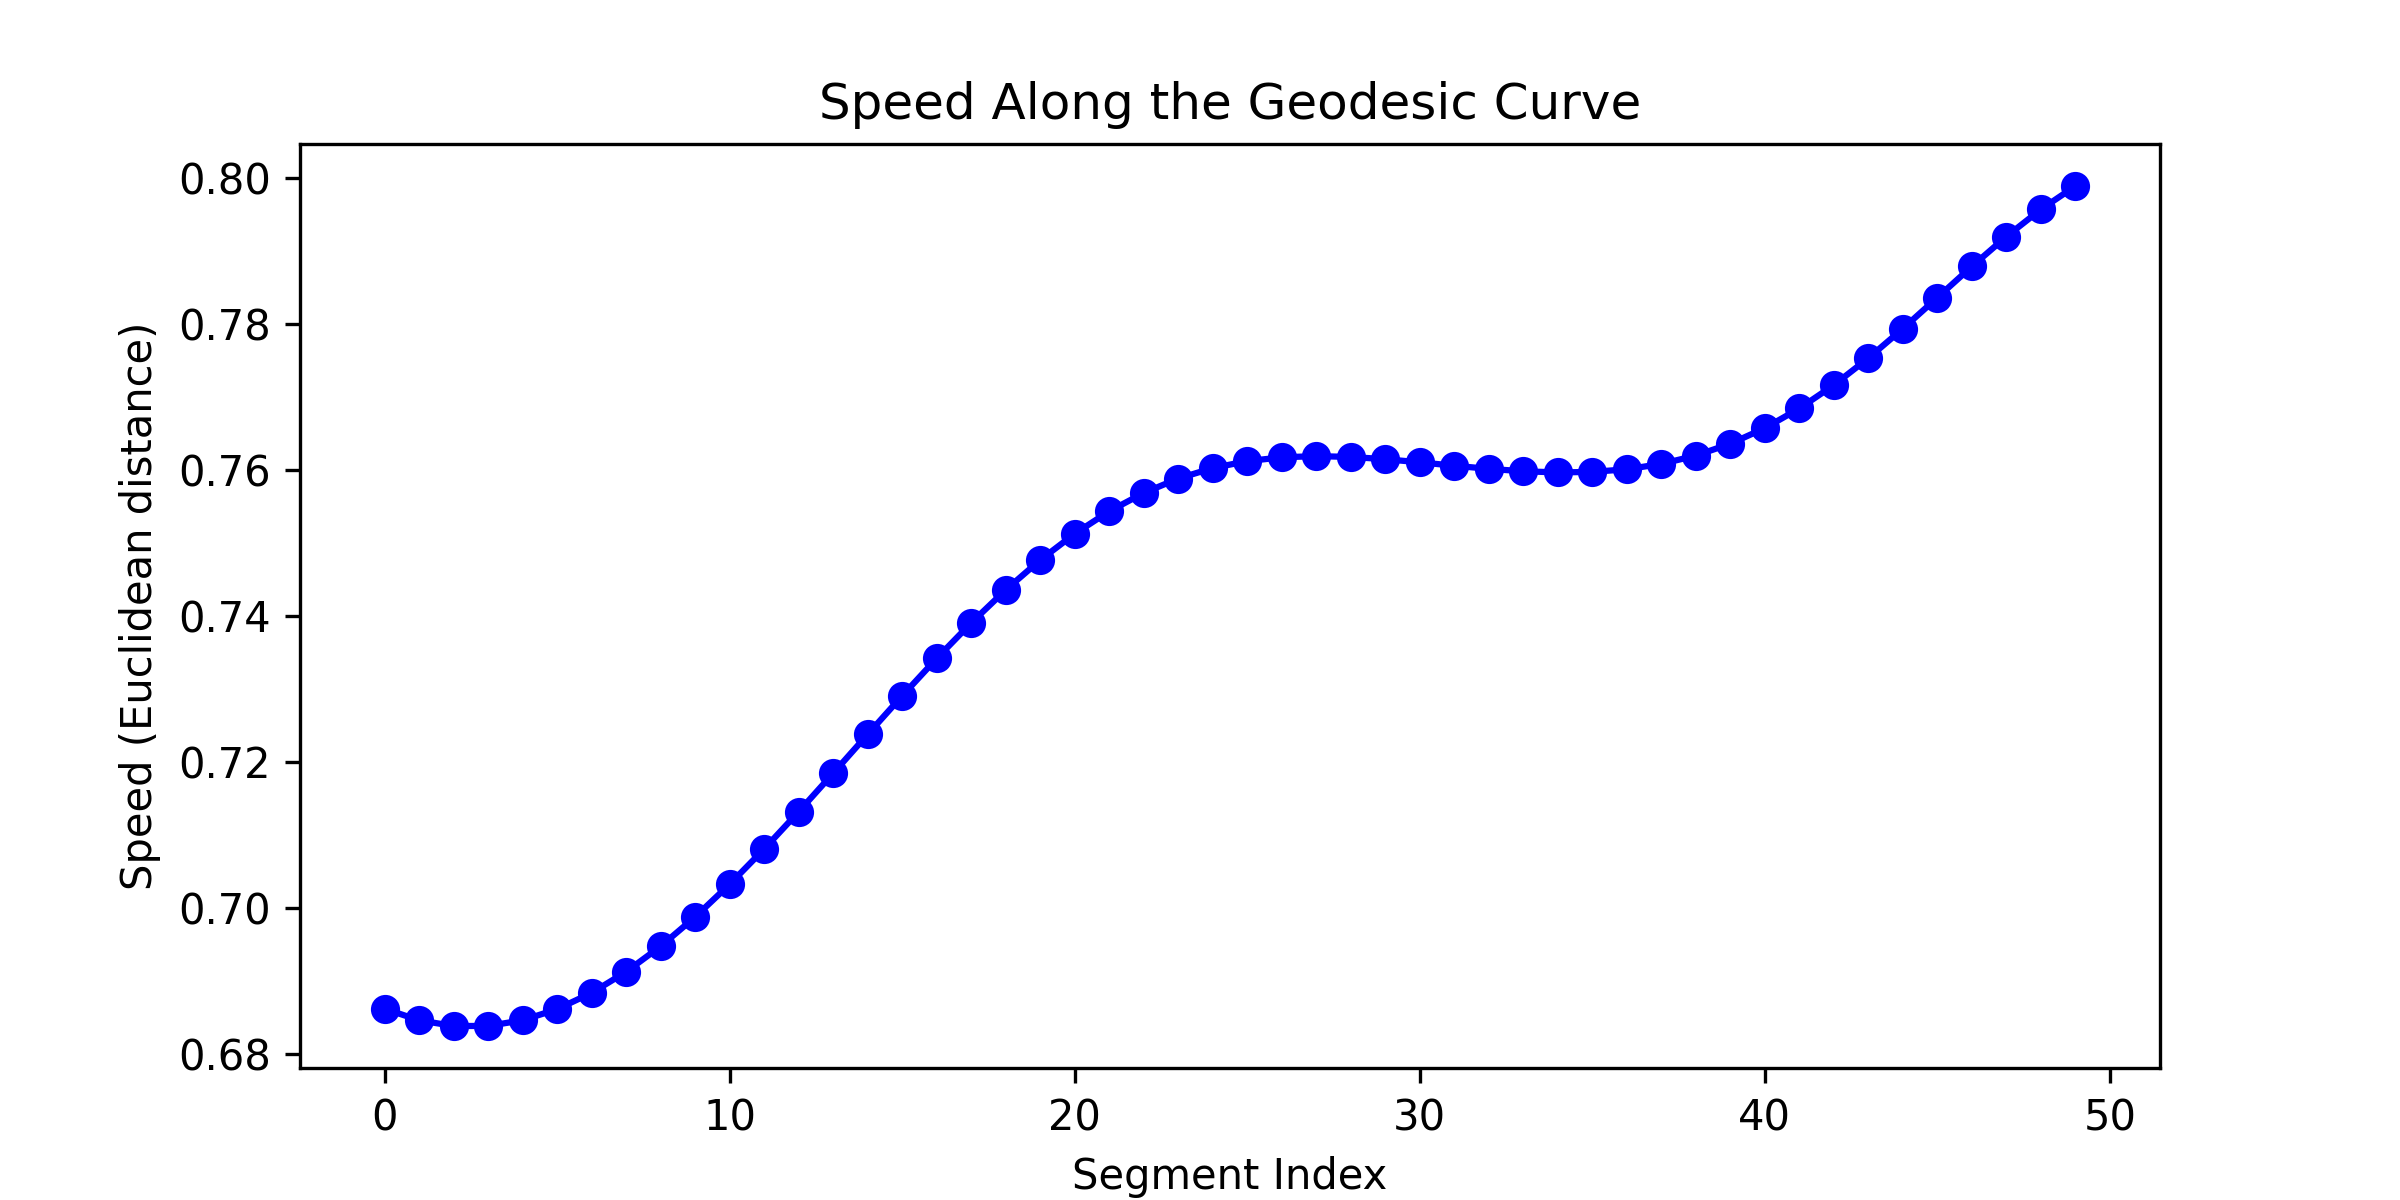 Speed Along the Geodesic Curve
Speed (Euclidean distance)
0.80
0.78
0.76
0.74
0.72
0.70
0.68
0 10 20 30 40 50
Segment Index